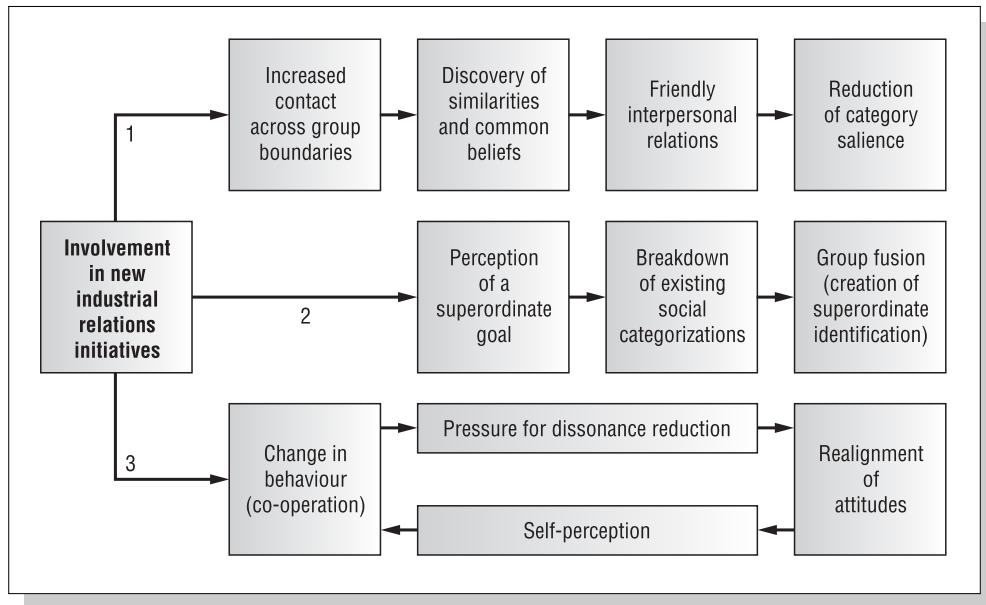 Increased
contact
across group
boundaries
Discovery of
similarities
and common
beliefs
Friendly
interpersonal
relations
Reduction
of category
salience
1
Involvement
in new
industrial
relations
initiatives
2
Perception
of a
superordinate
goal
Breakdown
of existing
social
categorizations
Group fusion
(creation of
superordinate
identification)
3
Change in
behaviour
(co-operation)
Pressure for dissonance reduction
Self-perception
Realignment
of
attitudes